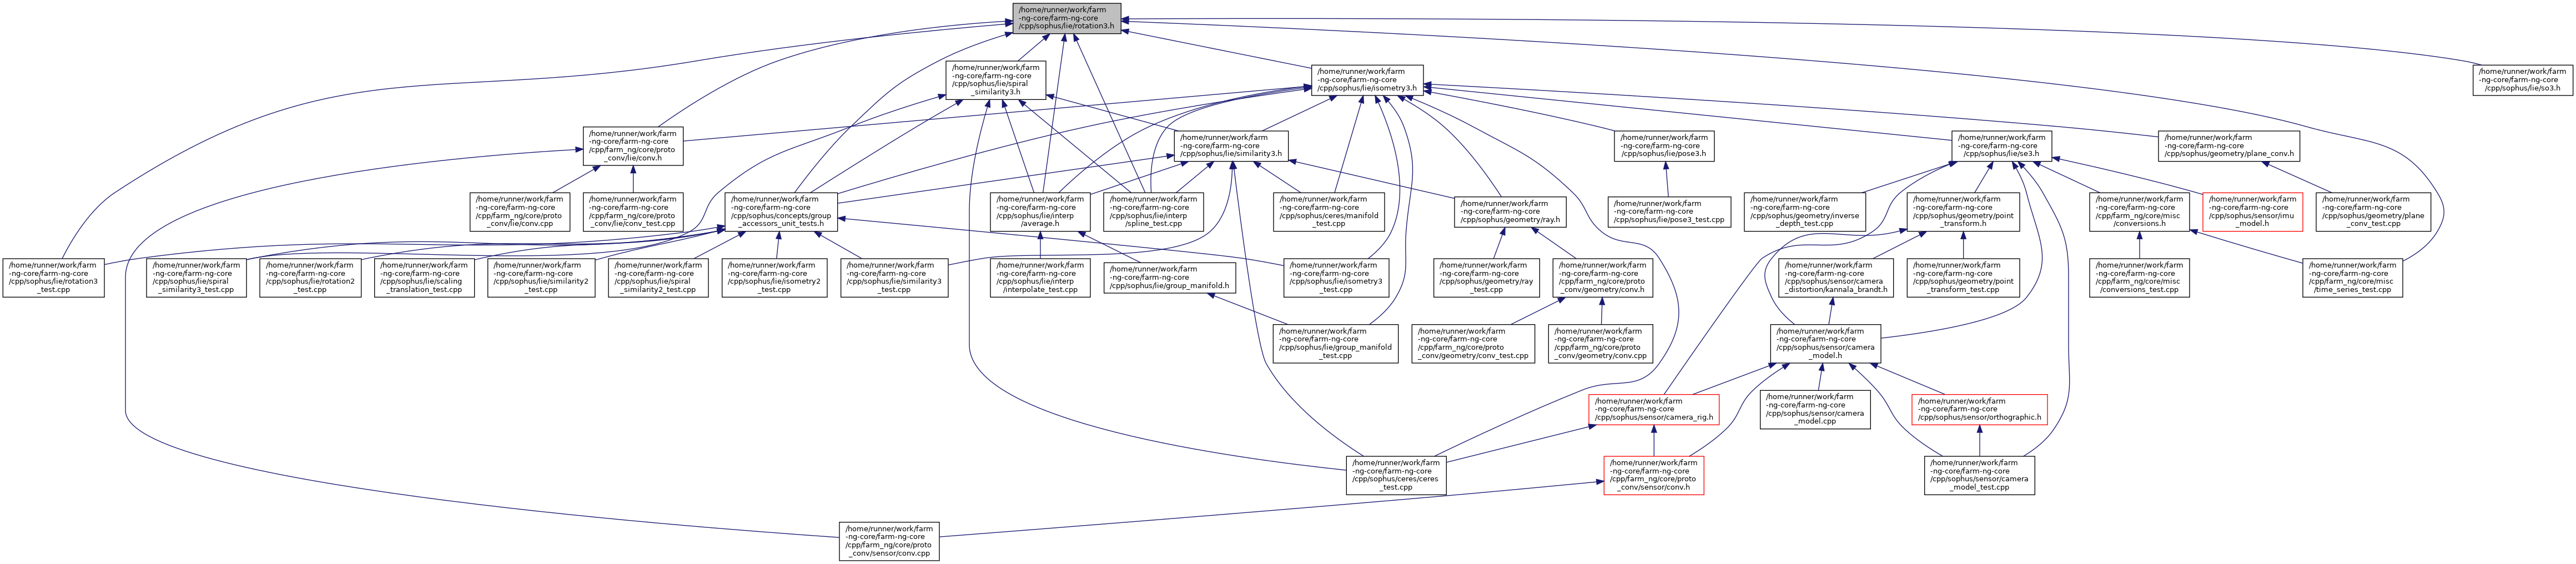 /home/runner/work/farm
-ng-core/farm-ng-core
/cpp/sophus/lie/rotation3.h
/home/runner/work/farm
-ng-core/farm-ng-core
/cpp/sophus/lie/spiral
_similarity3.h
/home/runner/work/farm
-ng-core/farm-ng-core
/cpp/sophus/lie/isometry3.h
/home/runner/work/farm
-ng-core/farm-ng-core
/cpp/sophus/lie/so3.h
/home/runner/work/farm
-ng-core/farm-ng-core
/cpp/farm_ng/core/proto
_conv/lie/conv.h
/home/runner/work/farm
-ng-core/farm-ng-core
/cpp/sophus/lie/similarity3.h
/home/runner/work/farm
-ng-core/farm-ng-core
/cpp/sophus/lie/pose3.h
/home/runner/work/farm
-ng-core/farm-ng-core
/cpp/sophus/lie/se3.h
/home/runner/work/farm
-ng-core/farm-ng-core
/cpp/sophus/geometry/plane_conv.h
/home/runner/work/farm
-ng-core/farm-ng-core
/cpp/farm_ng/core/proto
_conv/lie/conv.cpp
/home/runner/work/farm
-ng-core/farm-ng-core
/cpp/farm_ng/core/proto
_conv/lie/conv_test.cpp
/home/runner/work/farm
-ng-core/farm-ng-core
/cpp/sophus/concepts/group
_accessors_unit_tests.h
/home/runner/work/farm
-ng-core/farm-ng-core
/cpp/sophus/lie/interp
/average.h
/home/runner/work/farm
-ng-core/farm-ng-core
/cpp/sophus/lie/interp
/spline_test.cpp
/home/runner/work/farm
-ng-core/farm-ng-core
/cpp/sophus/ceres/manifold
_test.cpp
/home/runner/work/farm
-ng-core/farm-ng-core
/cpp/sophus/geometry/ray.h
/home/runner/work/farm
-ng-core/farm-ng-core
/cpp/sophus/lie/pose3_test.cpp
/home/runner/work/farm
-ng-core/farm-ng-core
/cpp/sophus/geometry/inverse
_depth_test.cpp
/home/runner/work/farm
-ng-core/farm-ng-core
/cpp/sophus/geometry/point
_transform.h
/home/runner/work/farm
-ng-core/farm-ng-core
/cpp/farm_ng/core/misc
/conversions.h
/home/runner/work/farm
-ng-core/farm-ng-core
/cpp/sophus/sensor/imu
_model.h
/home/runner/work/farm
-ng-core/farm-ng-core
/cpp/sophus/geometry/plane
_conv_test.cpp
/home/runner/work/farm
-ng-core/farm-ng-core
/cpp/sophus/lie/rotation3
_test.cpp
/home/runner/work/farm
-ng-core/farm-ng-core
/cpp/sophus/lie/spiral
_similarity3_test.cpp
/home/runner/work/farm
-ng-core/farm-ng-core
/cpp/sophus/lie/rotation2
_test.cpp
/home/runner/work/farm
-ng-core/farm-ng-core
/cpp/sophus/lie/scaling
_translation_test.cpp
/home/runner/work/farm
-ng-core/farm-ng-core
/cpp/sophus/lie/similarity2
_test.cpp
/home/runner/work/farm
-ng-core/farm-ng-core
/cpp/sophus/lie/spiral
_similarity2_test.cpp
/home/runner/work/farm
-ng-core/farm-ng-core
/cpp/sophus/lie/isometry2
_test.cpp
/home/runner/work/farm
-ng-core/farm-ng-core
/cpp/sophus/lie/similarity3
_test.cpp
/home/runner/work/farm
-ng-core/farm-ng-core
/cpp/sophus/lie/interp
/interpolate_test.cpp
/home/runner/work/farm
-ng-core/farm-ng-core
/cpp/sophus/lie/group_manifold.h
/home/runner/work/farm
-ng-core/farm-ng-core
/cpp/sophus/lie/isometry3
_test.cpp
/home/runner/work/farm
-ng-core/farm-ng-core
/cpp/sophus/geometry/ray
_test.cpp
/home/runner/work/farm
-ng-core/farm-ng-core
/cpp/farm_ng/core/proto
_conv/geometry/conv.h
/home/runner/work/farm
-ng-core/farm-ng-core
/cpp/sophus/sensor/camera
_distortion/kannala_brandt.h
/home/runner/work/farm
-ng-core/farm-ng-core
/cpp/sophus/geometry/point
_transform_test.cpp
/home/runner/work/farm
-ng-core/farm-ng-core
/cpp/farm_ng/core/misc
/conversions_test.cpp
/home/runner/work/farm
-ng-core/farm-ng-core
/cpp/farm_ng/core/misc
/time_series_test.cpp
/home/runner/work/farm
-ng-core/farm-ng-core
/cpp/sophus/lie/group_manifold
_test.cpp
/home/runner/work/farm
-ng-core/farm-ng-core
/cpp/farm_ng/core/proto
_conv/geometry/conv_test.cpp
/home/runner/work/farm
-ng-core/farm-ng-core
/cpp/farm_ng/core/proto
_conv/geometry/conv.cpp
/home/runner/work/farm
-ng-core/farm-ng-core
/cpp/sophus/sensor/camera
_model.h
/home/runner/work/farm
-ng-core/farm-ng-core
/cpp/sophus/sensor/camera_rig.h
/home/runner/work/farm
-ng-core/farm-ng-core
/cpp/sophus/sensor/camera
_model.cpp
/home/runner/work/farm
-ng-core/farm-ng-core
/cpp/sophus/sensor/orthographic.h
/home/runner/work/farm
-ng-core/farm-ng-core
/cpp/sophus/ceres/ceres
_test.cpp
/home/runner/work/farm
-ng-core/farm-ng-core
/cpp/farm_ng/core/proto
_conv/sensor/conv.h
/home/runner/work/farm
-ng-core/farm-ng-core
/cpp/sophus/sensor/camera
_model_test.cpp
/home/runner/work/farm
-ng-core/farm-ng-core
/cpp/farm_ng/core/proto
_conv/sensor/conv.cpp